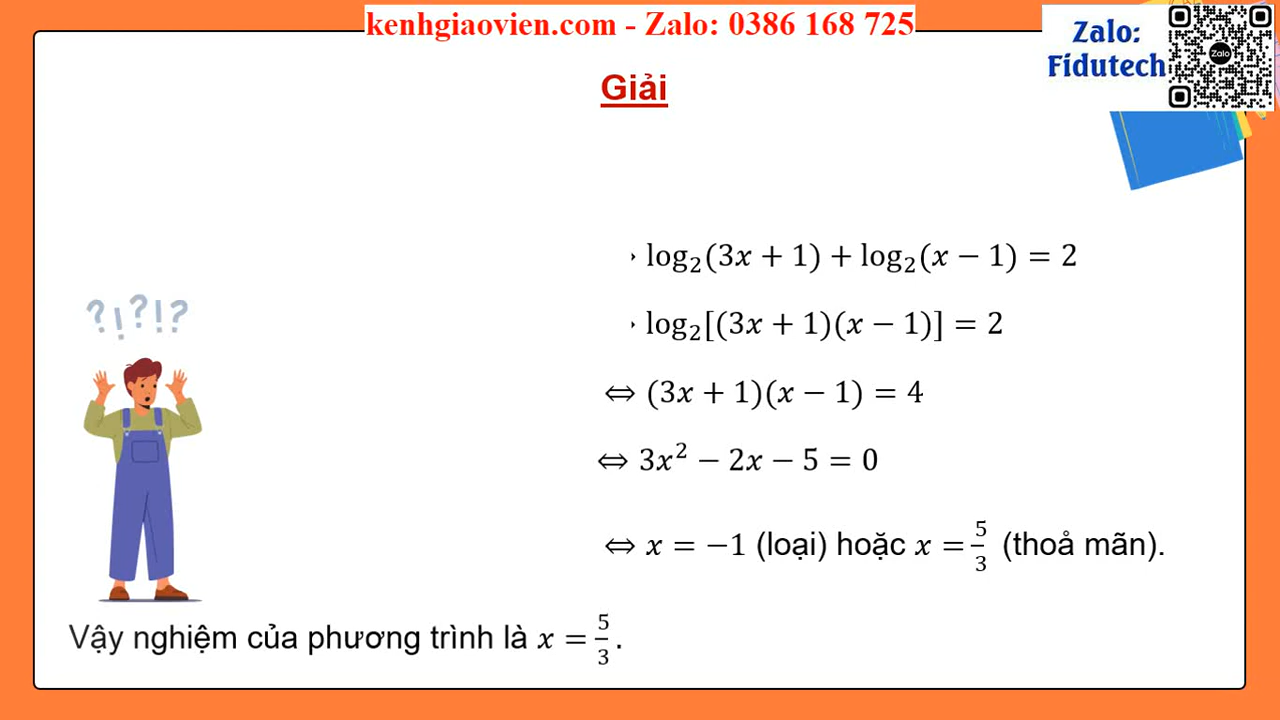 kenhgiaovien.com - Zalo: 0386 168 725
Zalo:
Fidutech
Zalo
Giải
log₂(3x + 1) + log₂(x − 1) = 2
log₂[(3x + 1)(x − 1)] = 2
⇔ (3x + 1)(x − 1) = 4
⇔ 3x² − 2x − 5 = 0
⇔ x = −1 (loại) hoặc x = 5/3 (thoả mãn).
?!?!?
Vậy nghiệm của phương trình là x = 5/3.